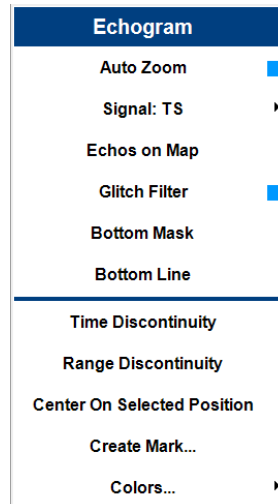 Echogram
Auto Zoom
Signal: TS
Echos on Map
Glitch Filter
Bottom Mask
Bottom Line
Time Discontinuity
Range Discontinuity
Center On Selected Position
Create Mark...
Colors...